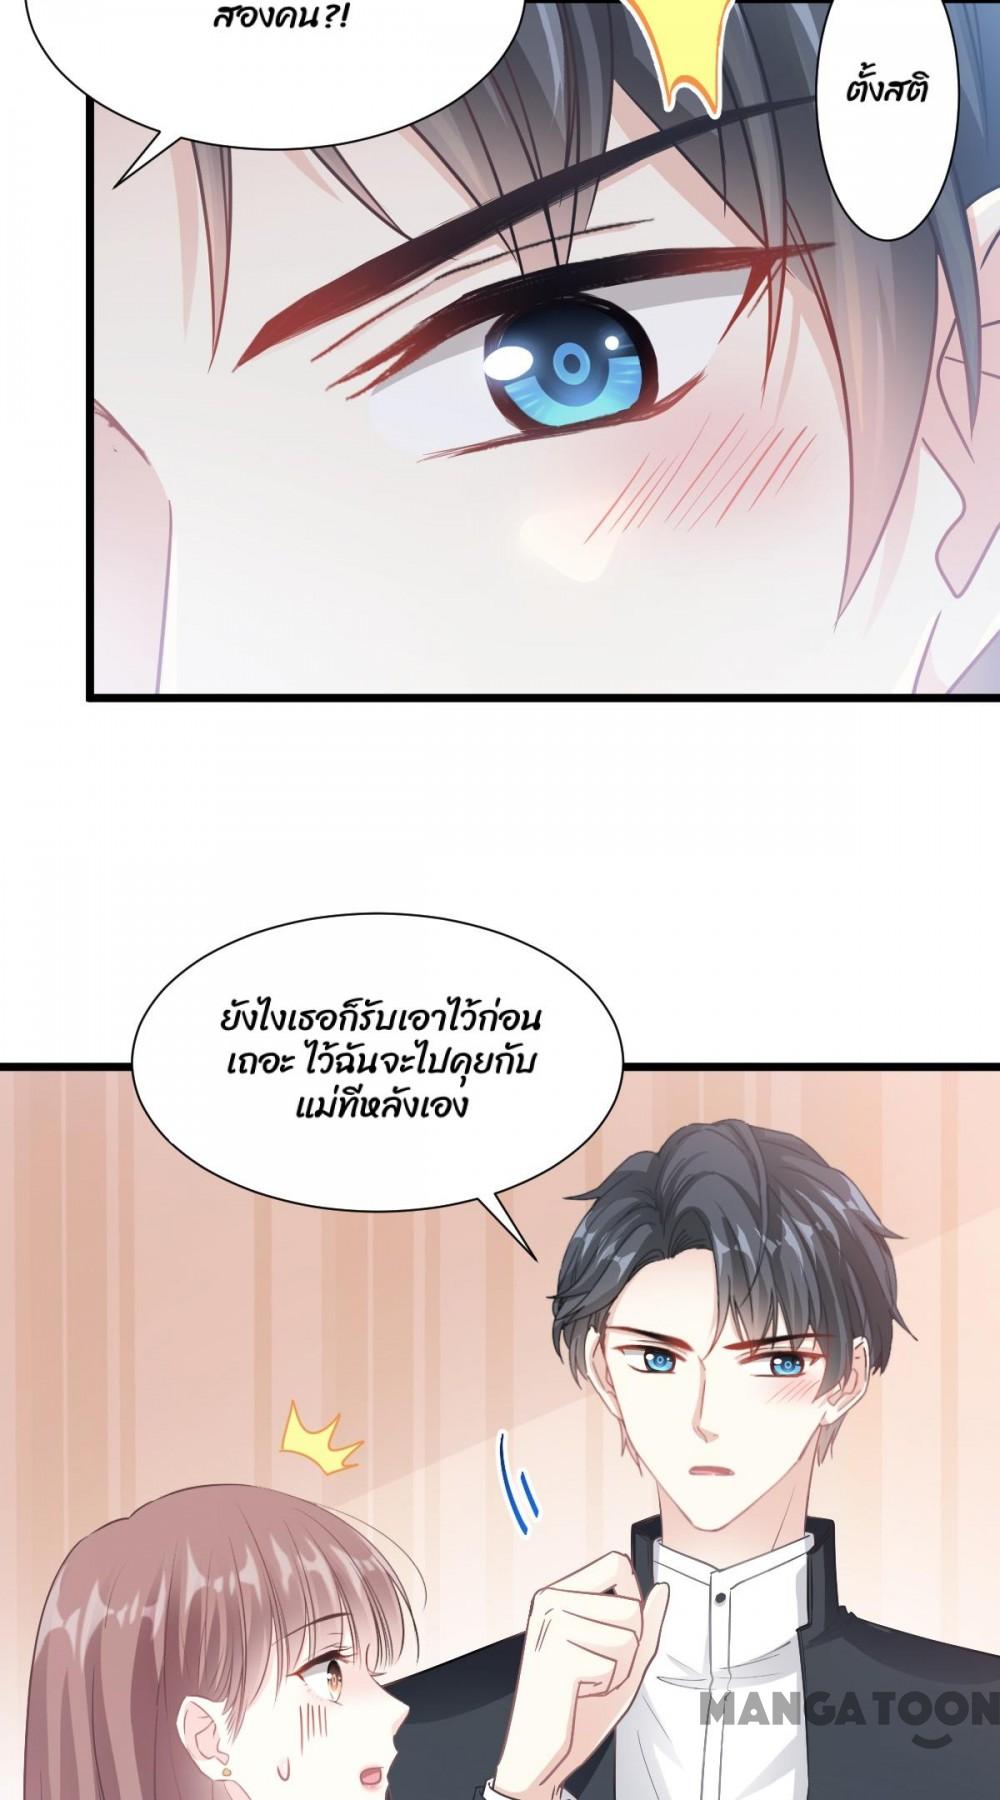 สองคน?!
ตั้งสติ
ยังไงเธอก็รับเอาไว้ก่อน
เถอะ ไว้ฉันจะไปคุยกับ
แม่ทีหลังเอง
MANGATOON